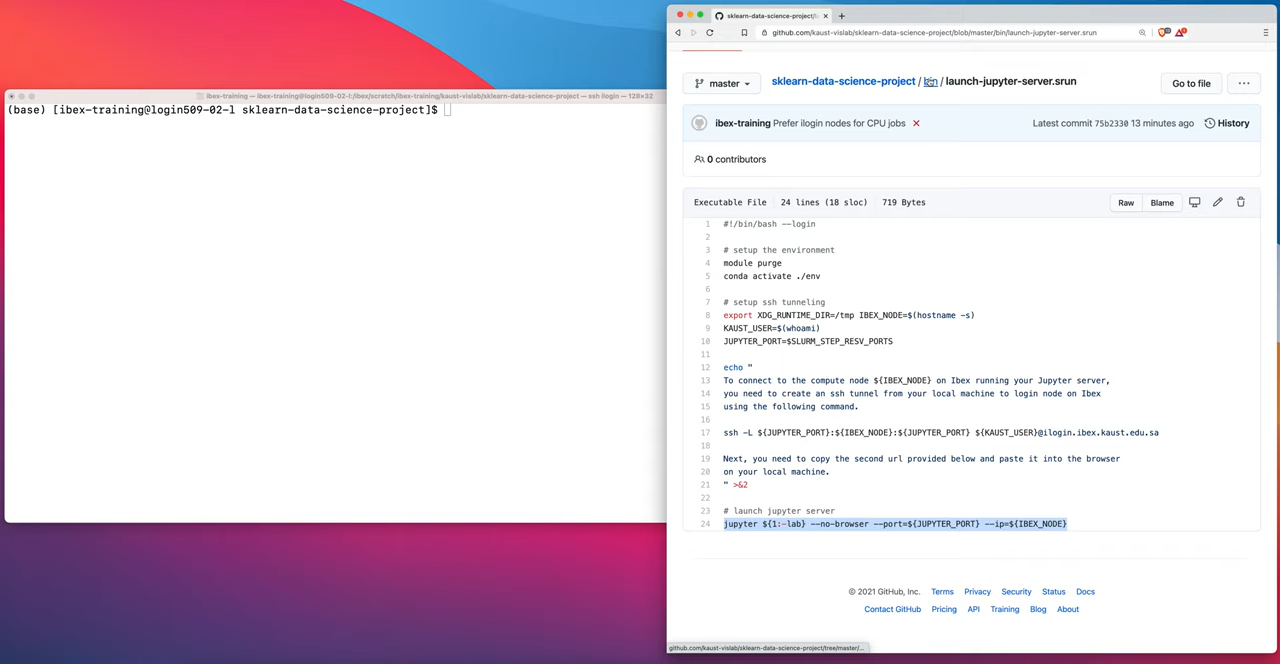 ibex-training — ibex-training@login509-02-l:/ibex/scratch/ibex-training/kaust-vislab/sklearn-data-science-project — ssh ilogin — 128×32
(base) [ibex-training@login509-02-l sklearn-data-science-project]$
sklearn-data-science-project/b
github.com/kaust-vislab/sklearn-data-science-project/blob/master/bin/launch-jupyter-server.srun
master
sklearn-data-science-project / bin / launch-jupyter-server.srun
Go to file
ibex-training Prefer ilogin nodes for CPU jobs
Latest commit 75b2330 13 minutes ago
History
0 contributors
Executable File
24 lines (18 sloc)
719 Bytes
Raw
Blame
1 #!/bin/bash --login
2
3 # setup the environment
4 module purge
5 conda activate ./env
6
7 # setup ssh tunneling
8 export XDG_RUNTIME_DIR=/tmp IBEX_NODE=$(hostname -s)
9 KAUST_USER=$(whoami)
10 JUPYTER_PORT=$SLURM_STEP_RESV_PORTS
11
12 echo "
13 To connect to the compute node ${IBEX_NODE} on Ibex running your Jupyter server,
14 you need to create an ssh tunnel from your local machine to login node on Ibex
15 using the following command.
16
17 ssh -L ${JUPYTER_PORT}:${IBEX_NODE}:${JUPYTER_PORT} ${KAUST_USER}@ilogin.ibex.kaust.edu.sa
18
19 Next, you need to copy the second url provided below and paste it into the browser
20 on your local machine.
21 " >&2
22
23 # launch jupyter server
24 jupyter ${1:-lab} --no-browser --port=${JUPYTER_PORT} --ip=${IBEX_NODE}
© 2021 GitHub, Inc.
Terms
Privacy
Security
Status
Docs
Contact GitHub
Pricing
API
Training
Blog
About
github.com/kaust-vislab/sklearn-data-science-project/tree/master/...